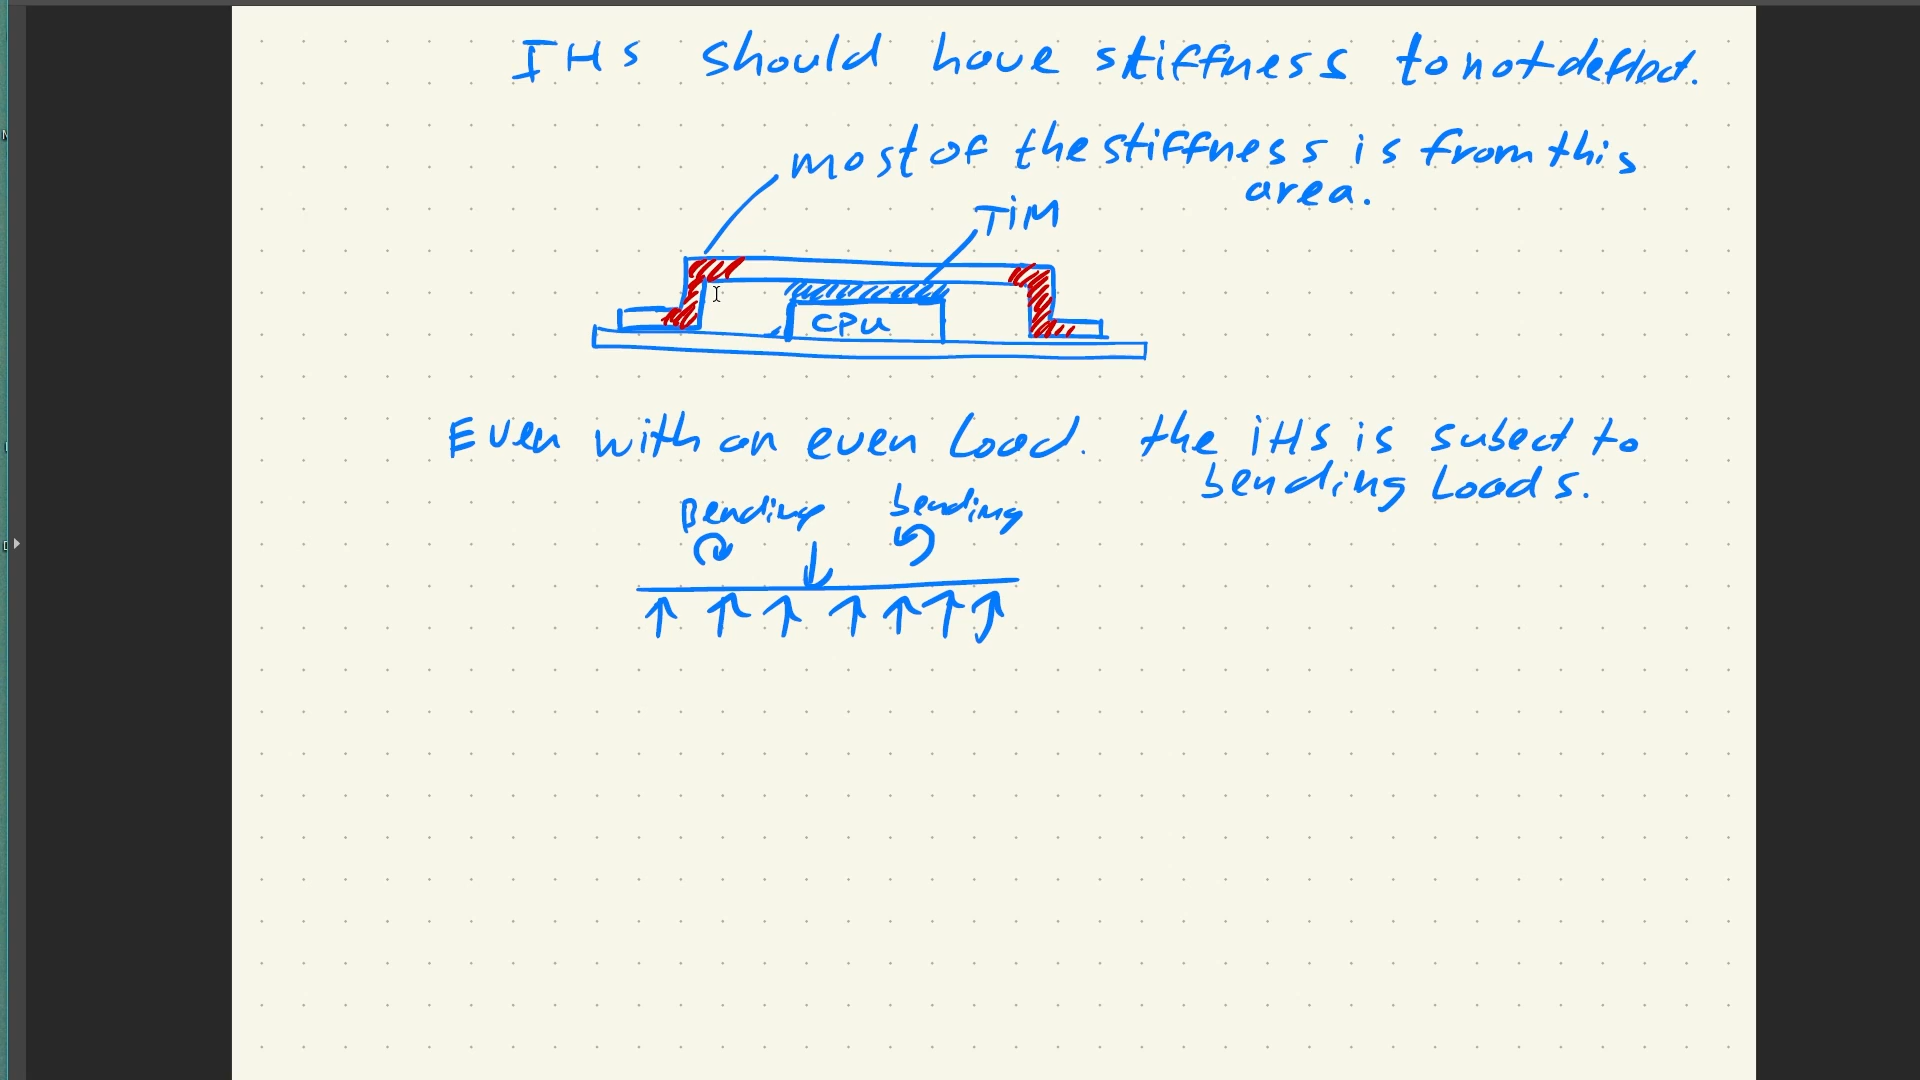 IHS should have stiffness to not deflect.
most of the stiffness is from this
area.
TiM
CPU
Even with an even Load. the iHS is subect to
bending Loads.
Bending bending